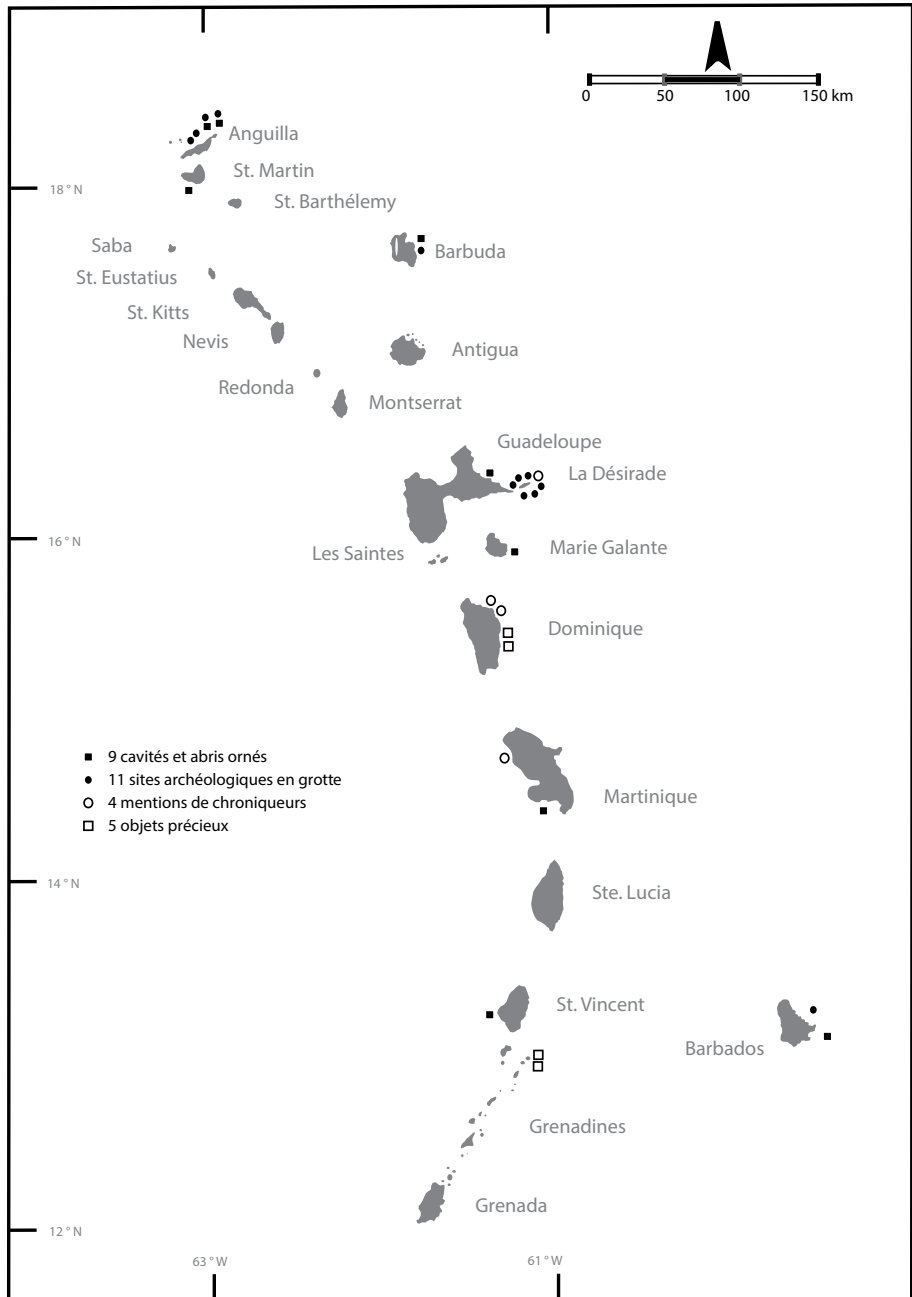 0 50 100 150 km
Anguilla
St. Martin
18°N
St. Barthélemy
Saba
Barbuda
St. Eustatius
St. Kitts
Nevis
Antigua
Redonda
Montserrat
Guadeloupe
La Désirade
16°N
Les Saintes
Marie Galante
Dominique
9 cavités et abris ornés
11 sites archéologiques en grotte
4 mentions de chroniqueurs
5 objets précieux
Martinique
14°N
Ste. Lucia
St. Vincent
Barbados
Grenadines
Grenada
12°N
63°W 61°W